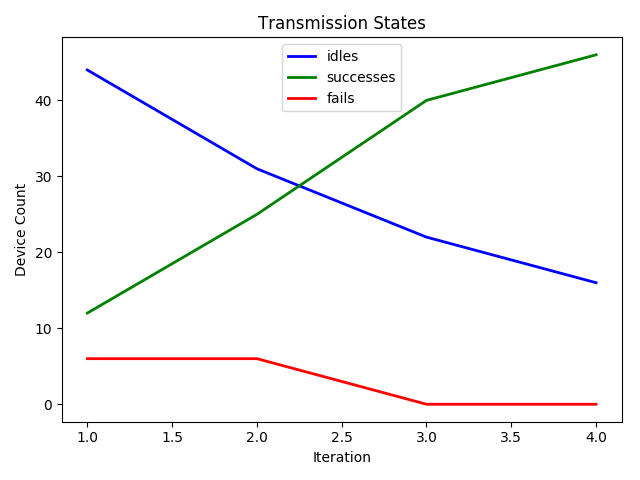 Transmission States
idles
successes
fails
Device Count
40
30
20
10
0
1.0 1.5 2.0 2.5 3.0 3.5 4.0
Iteration